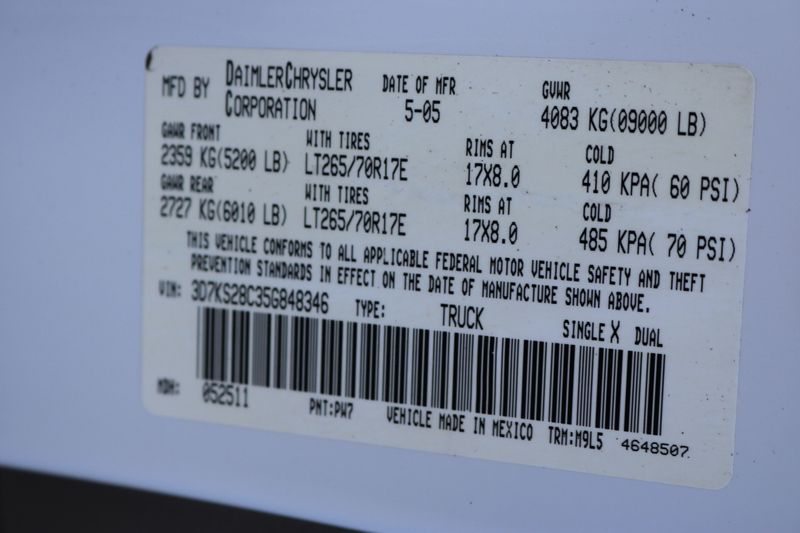 MFD BY DAIMLERCHRYSLER CORPORATION DATE OF MFR 5-05 GVWR 4083 KG(09000 LB)
GAWR FRONT WITH TIRES RIMS AT COLD
2359 KG(5200 LB) LT265/70R17E 17X8.0 410 KPA( 60 PSI)
GAWR REAR WITH TIRES RIMS AT COLD
2727 KG(6010 LB) LT265/70R17E 17X8.0 485 KPA( 70 PSI)
THIS VEHICLE CONFORMS TO ALL APPLICABLE FEDERAL MOTOR VEHICLE SAFETY AND THEFT
PREVENTION STANDARDS IN EFFECT ON THE DATE OF MANUFACTURE SHOWN ABOVE.
VIN: 3D7KS28C35G848346 TYPE: TRUCK SINGLE X DUAL
MDH: 052511 PNT:PW7 VEHICLE MADE IN MEXICO TRM:M9L5 4648507